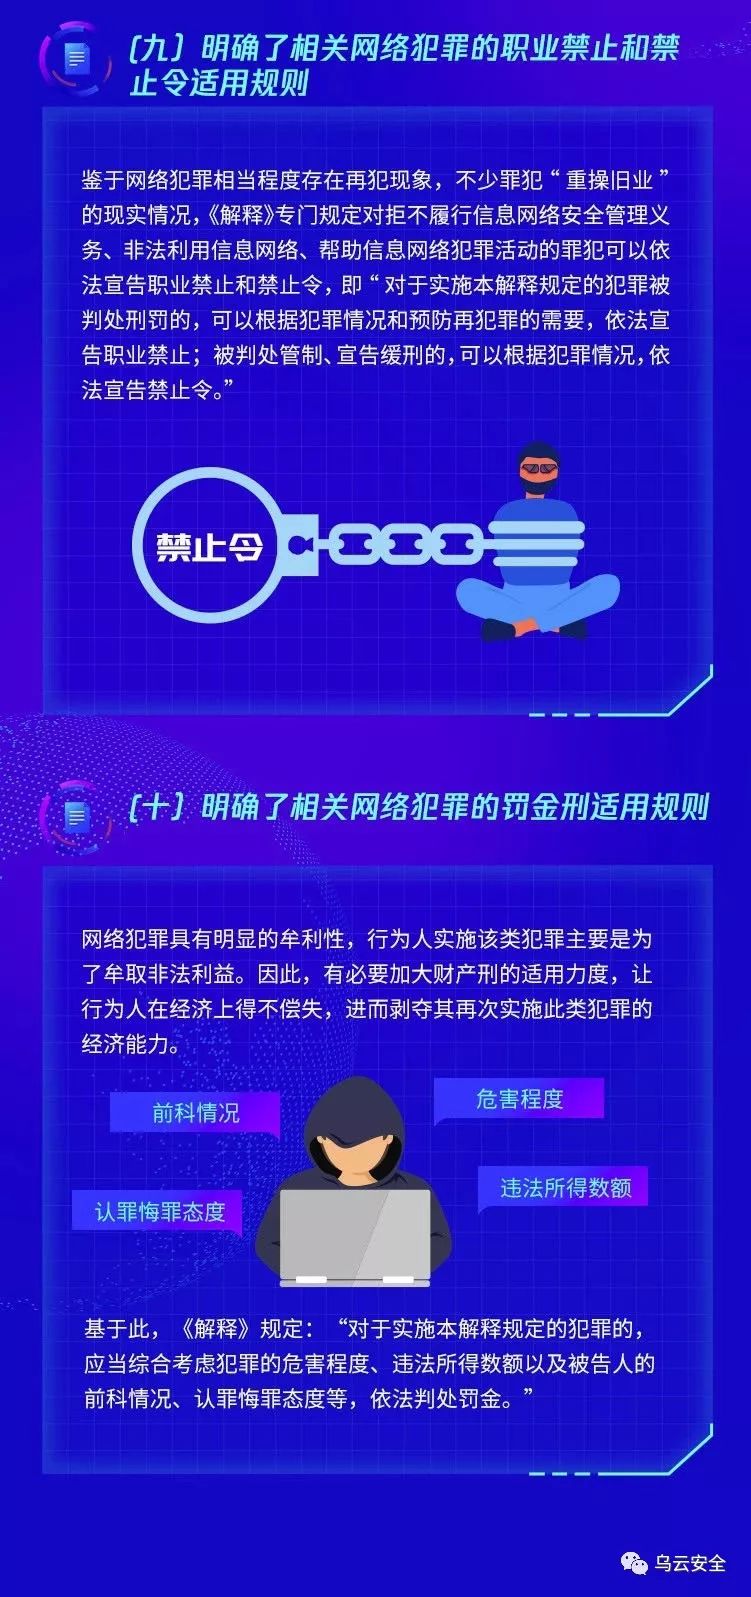 (九) 明确了相关网络犯罪的职业禁止和禁
止令适用规则
鉴于网络犯罪相当程度存在再犯现象，不少罪犯“重操旧业”
的现实情况，《解释》专门规定对拒不履行信息网络安全管理义
务、非法利用信息网络、帮助信息网络犯罪活动的罪犯可以依
法宣告职业禁止和禁止令，即“对于实施本解释规定的犯罪被
判处刑罚的，可以根据犯罪情况和预防再犯罪的需要，依法宣
告职业禁止；被判处管制、宣告缓刑的，可以根据犯罪情况，依
法宣告禁止令。”
禁止令
(十) 明确了相关网络犯罪的罚金刑适用规则
网络犯罪具有明显的牟利性，行为人实施该类犯罪主要是为
了牟取非法利益。因此，有必要加大财产刑的适用力度，让
行为人在经济上得不偿失，进而剥夺其再次实施此类犯罪的
经济能力。
前科情况
危害程度
认罪悔罪态度
违法所得数额
基于此，《解释》规定：“对于实施本解释规定的犯罪的，
应当综合考虑犯罪的危害程度、违法所得数额以及被告人的
前科情况、认罪悔罪态度等，依法判处罚金。”
乌云安全